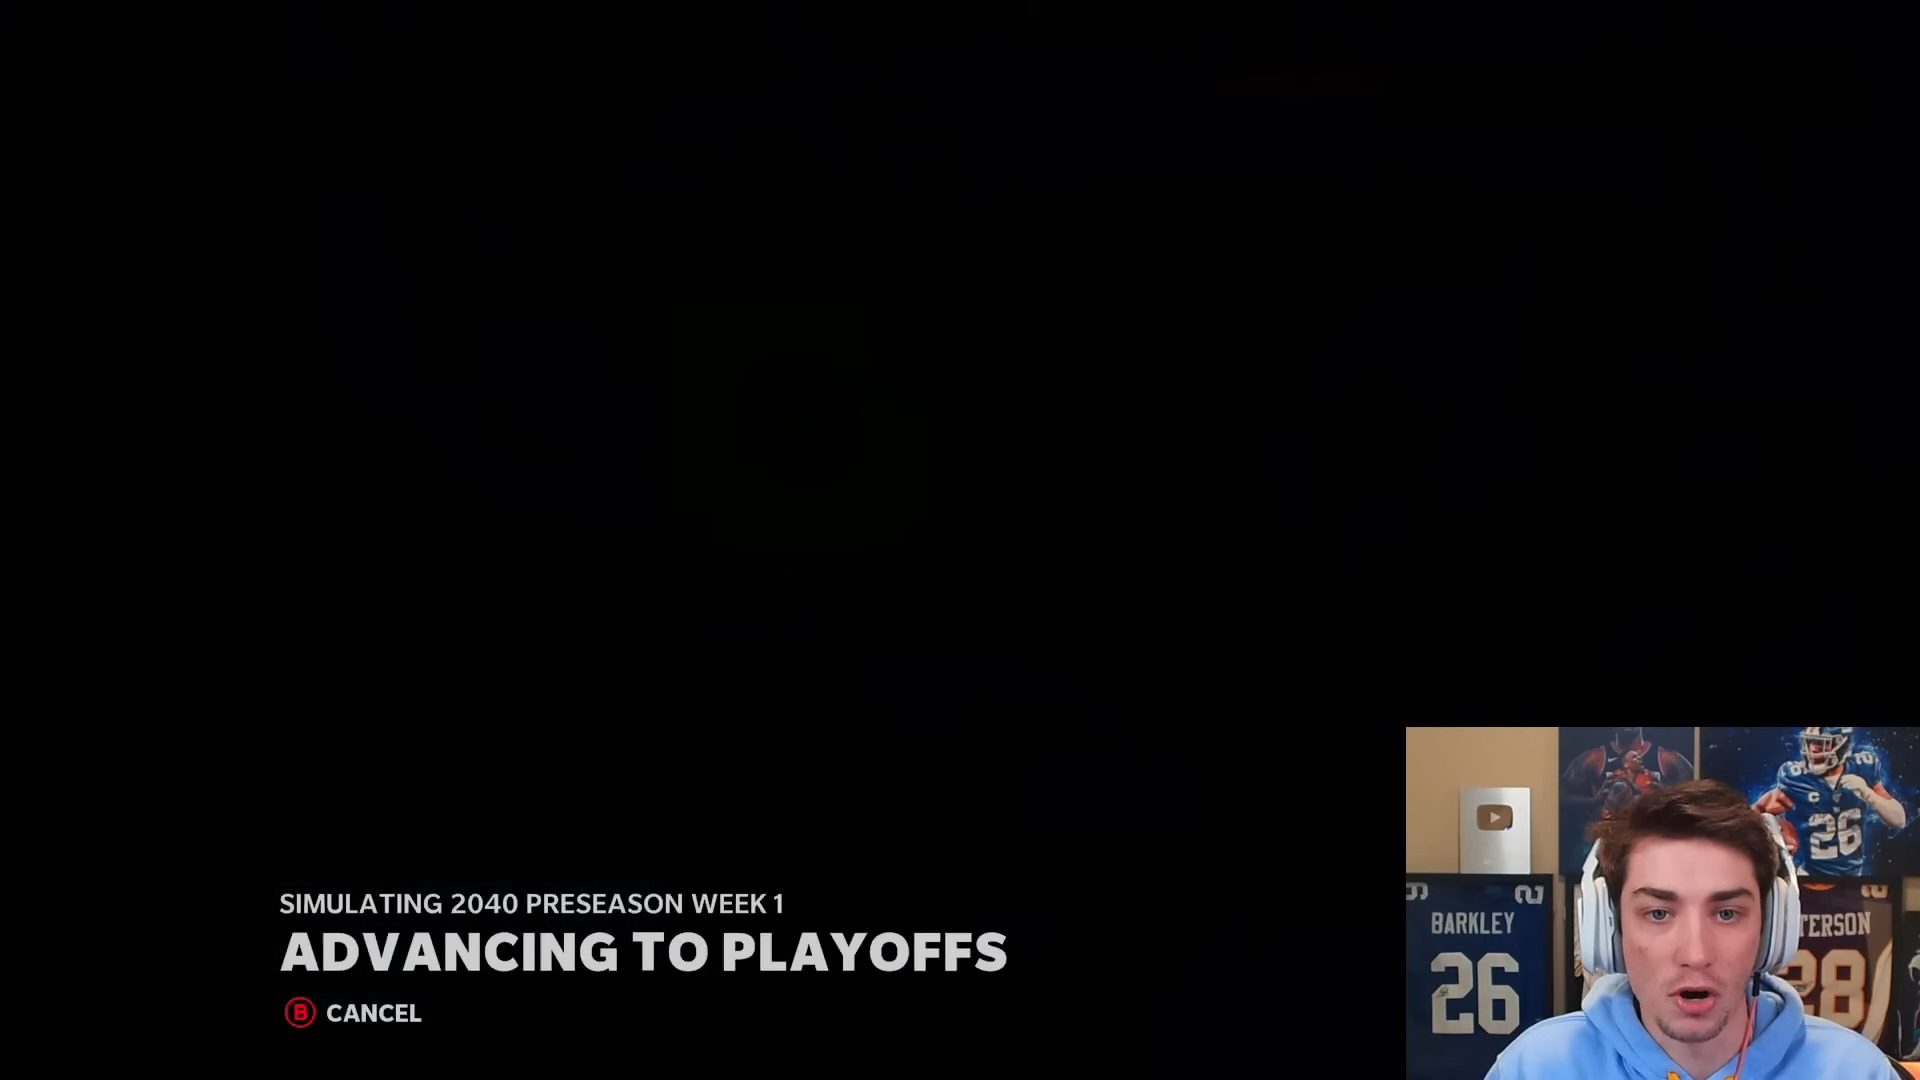 SIMULATING 2040 PRESEASON WEEK 1
ADVANCING TO PLAYOFFS
B CANCEL
26
BARKLEY
26
TERSON
28